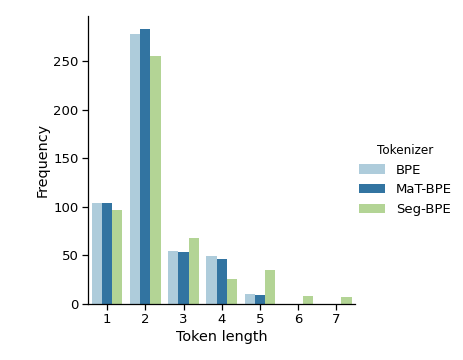 250
200
150
100
50
0
Frequency
1 2 3 4 5 6 7
Token length
Tokenizer
BPE
MaT-BPE
Seg-BPE